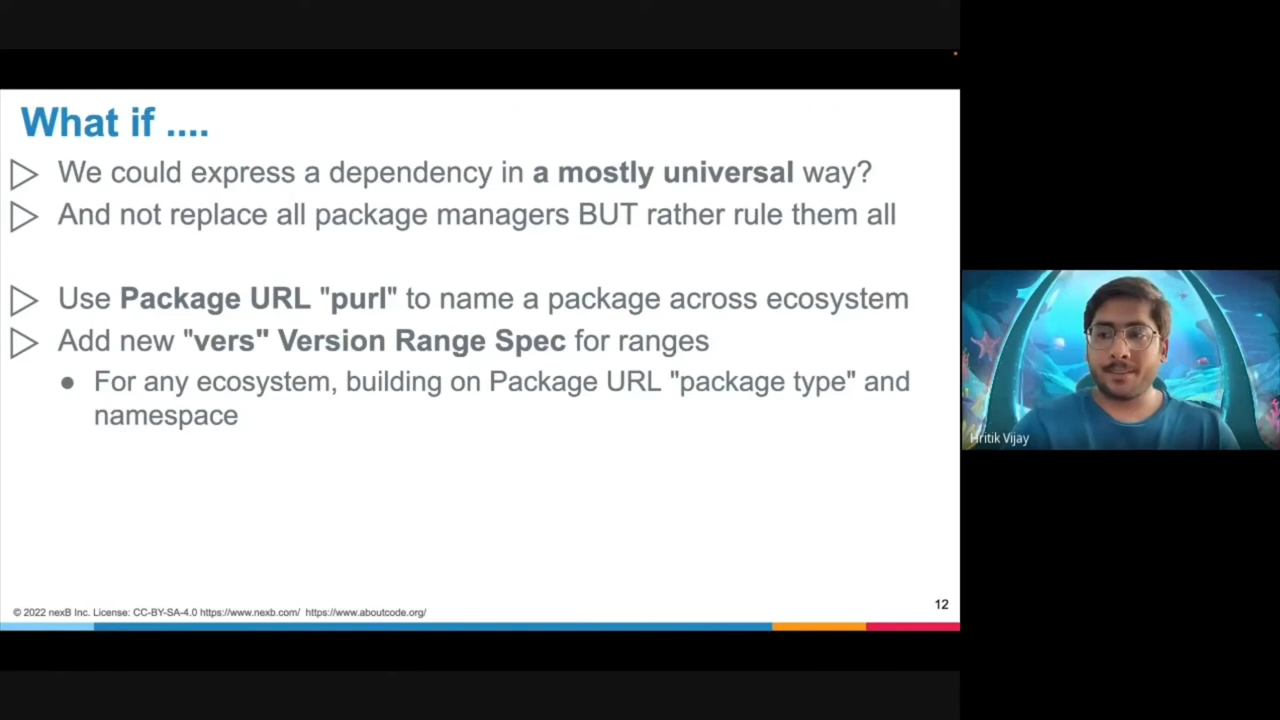 What if ....
We could express a dependency in a mostly universal way?
And not replace all package managers BUT rather rule them all
Use Package URL "purl" to name a package across ecosystem
Add new "vers" Version Range Spec for ranges
For any ecosystem, building on Package URL "package type" and
namespace
© 2022 nexB Inc. License: CC-BY-SA-4.0 https://www.nexb.com/ https://www.aboutcode.org/
12
Hritik Vijay